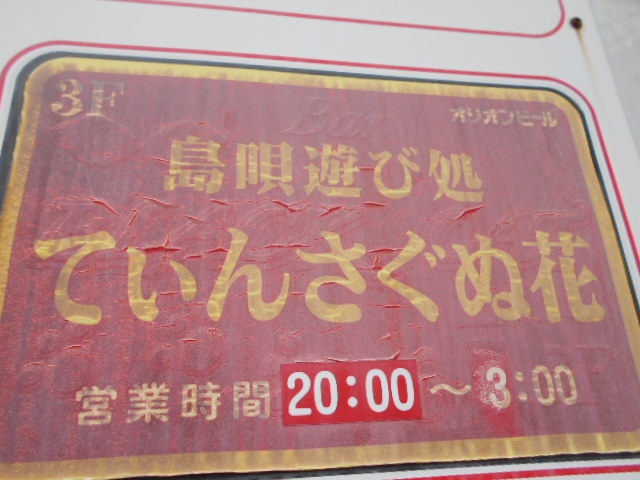 3F
オリオンビール
島唄遊び処
てぃんさぐぬ花
営業時間 20:00～3:00